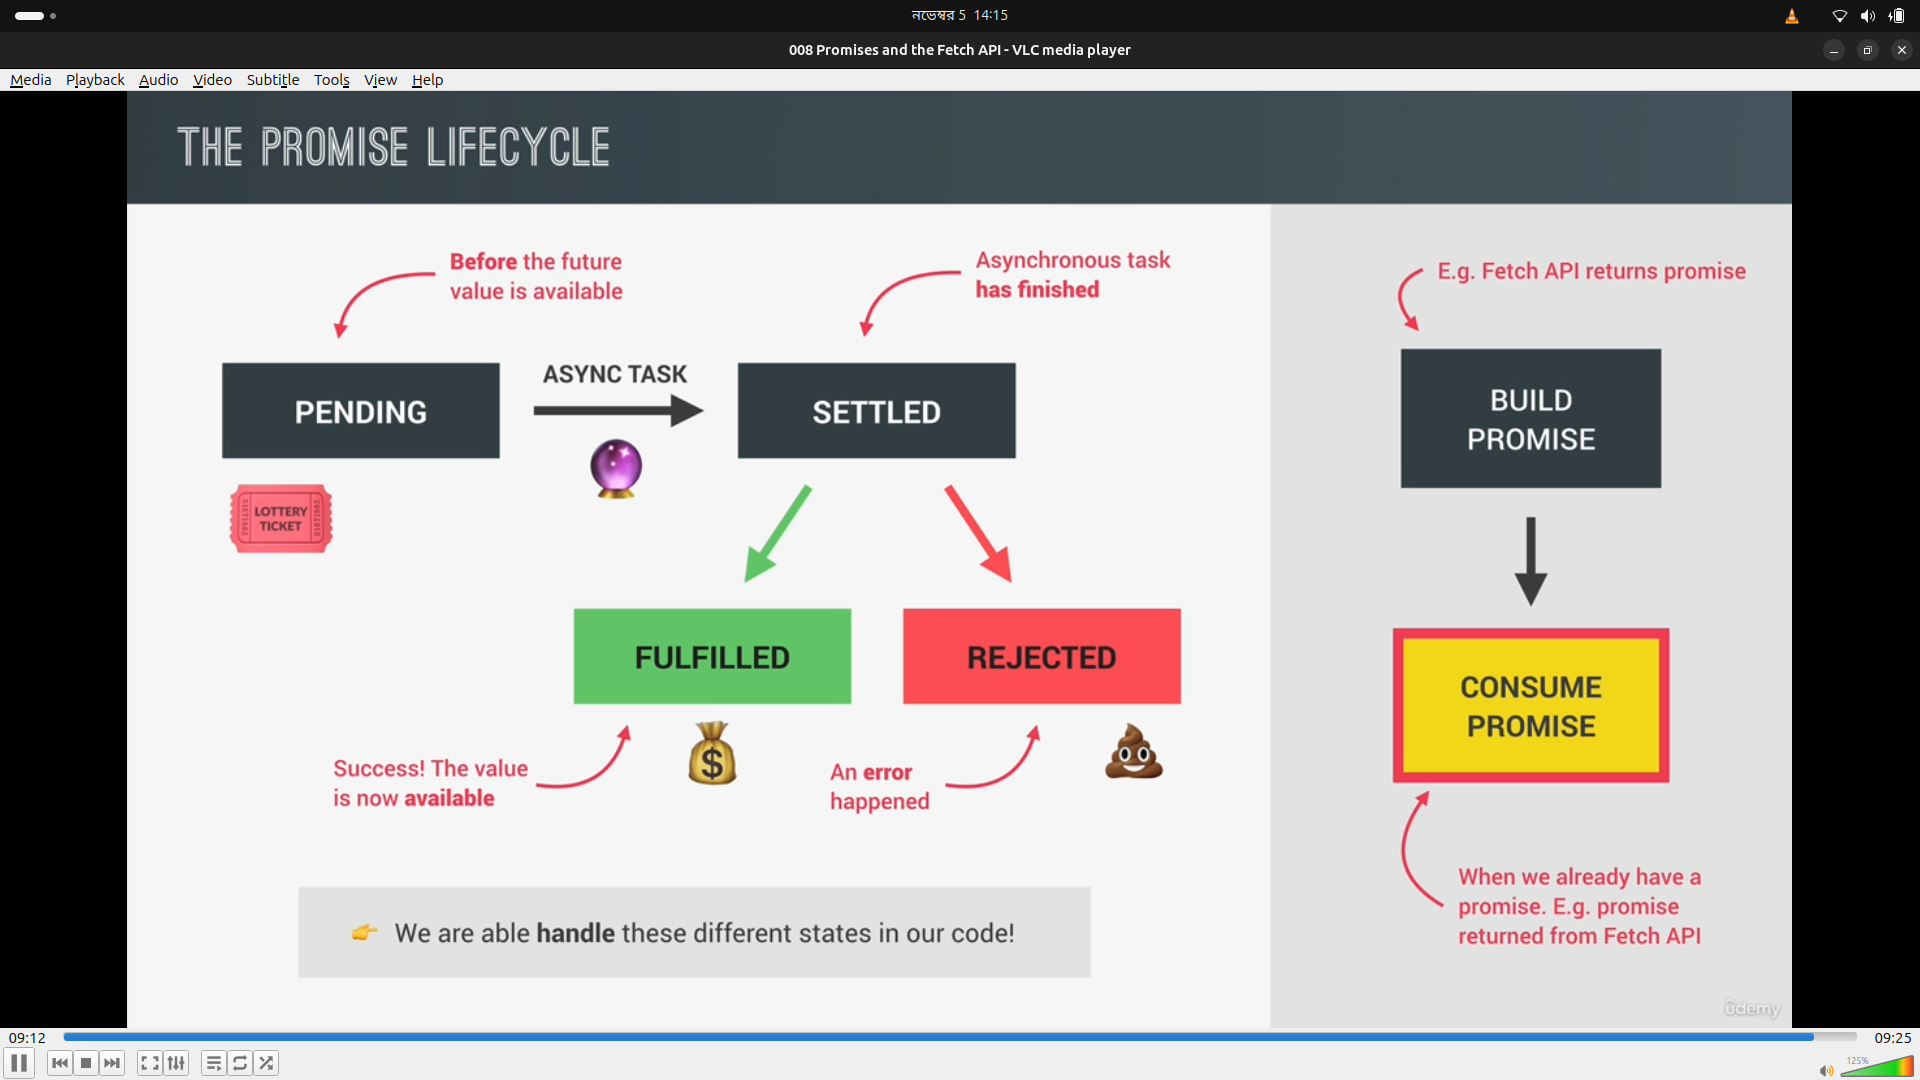 নভেম্বর 5 14:15
008 Promises and the Fetch API - VLC media player
Media Playback Audio Video Subtitle Tools View Help
THE PROMISE LIFECYCLE
Before the future
value is available
Asynchronous task
has finished
E.g. Fetch API returns promise
PENDING
ASYNC TASK
SETTLED
BUILD
PROMISE
LOTTERY
TICKET
FULFILLED
REJECTED
CONSUME
PROMISE
Success! The value
is now available
$
An error
happened
When we already have a
promise. E.g. promise
returned from Fetch API
We are able handle these different states in our code!
ûdemy
09:12
09:25
125%